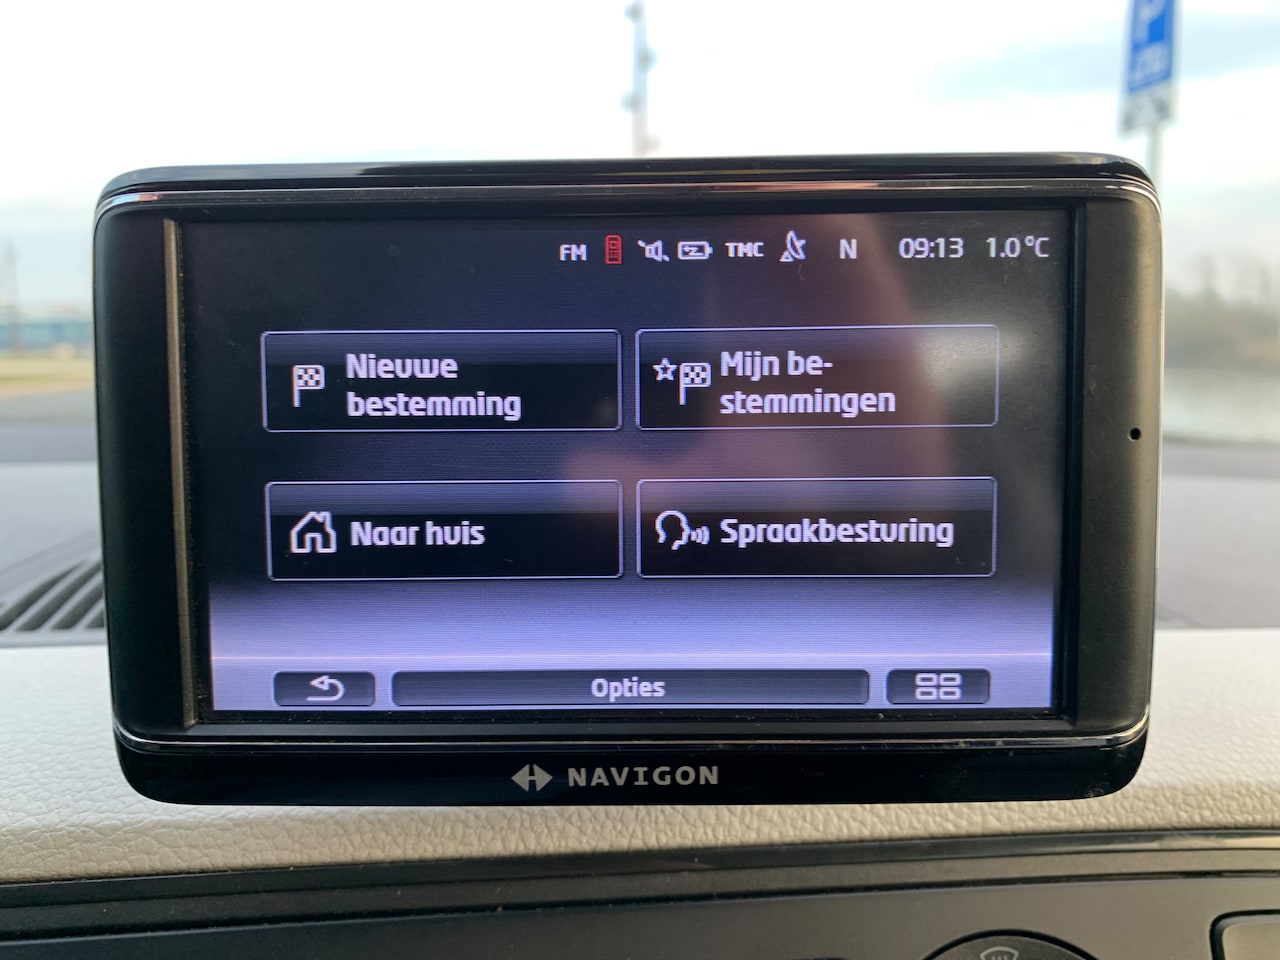 P
FM TMC N 09:13 1.0°C
Nieuwe
bestemming
Mijn be-
stemmingen
Naar huis
Spraakbesturing
Opties
NAVIGON